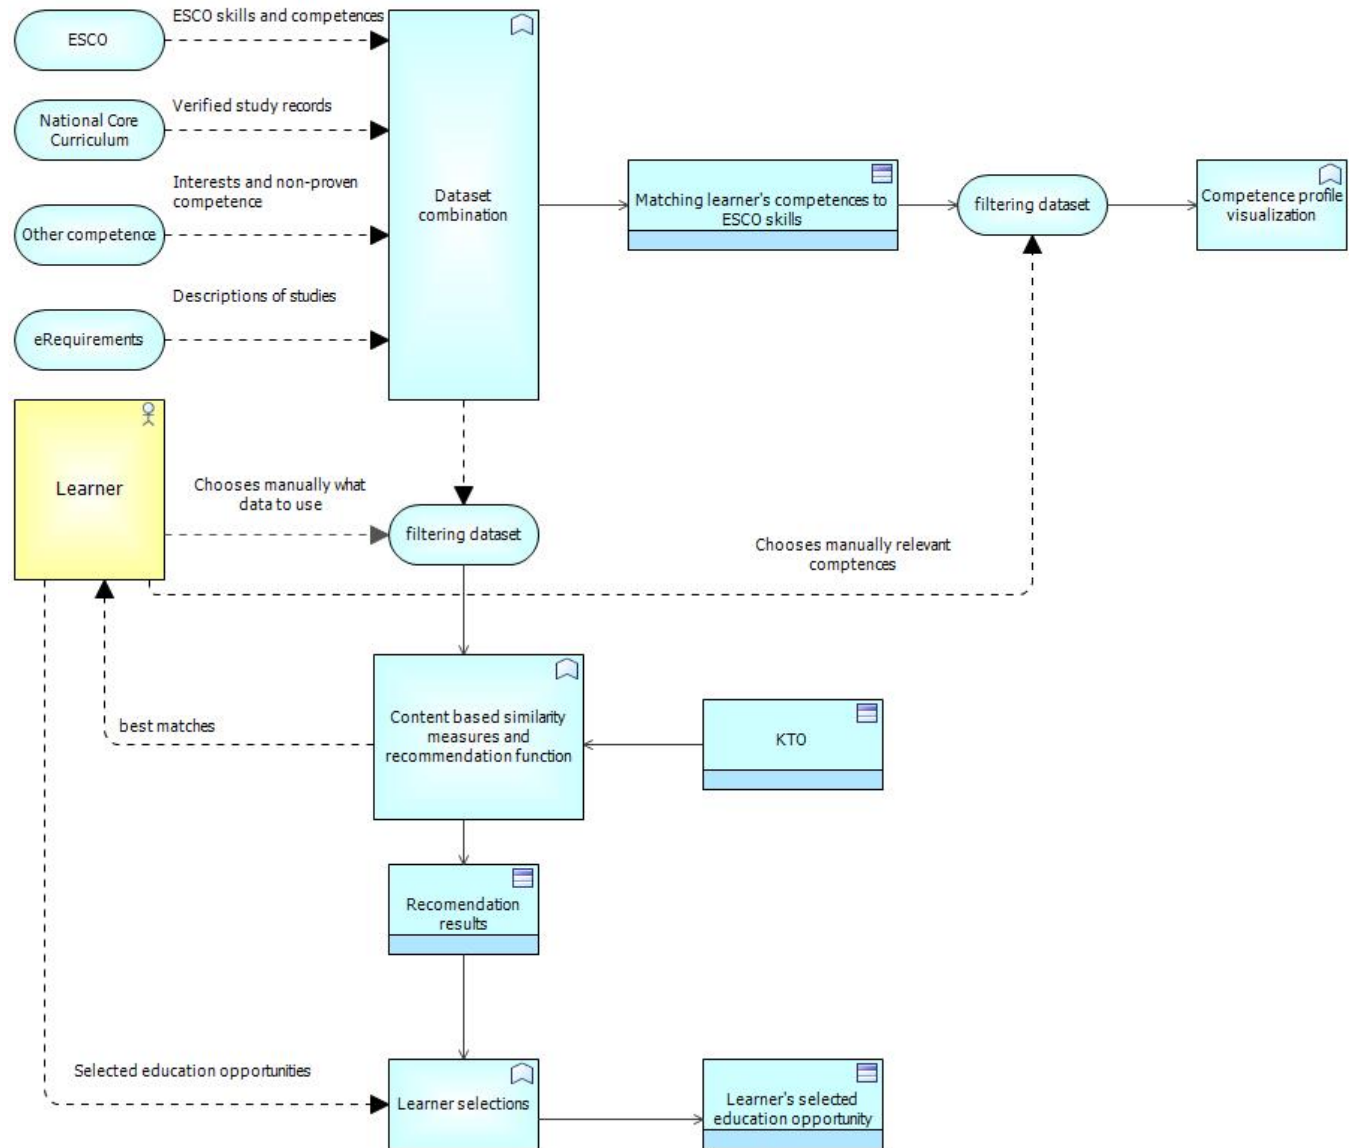 ESCO skills and competences
ESCO
Verified study records
National Core
Curriculum
Interests and non-proven
competence
Other competence
Descriptions of studies
eRequirements
Dataset
combination
Matching learner's competences to
ESCO skills
filtering dataset
Competence profile
visualization
Learner
Chooses manually what
data to use
filtering dataset
Chooses manually relevant
comptences
best matches
Content based similarity
measures and
recommendation function
KTO
Recomendation
results
Selected education opportunities
Learner selections
Learner's selected
education opportunity